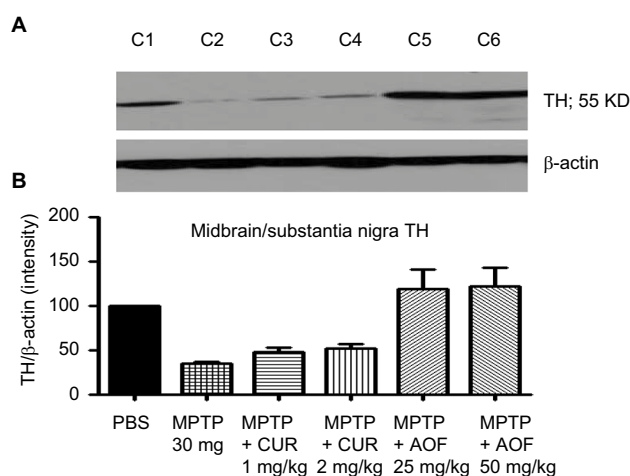 A
C1 C2 C3 C4 C5 C6
TH; 55 KD
β-actin
B
Midbrain/substantia nigra TH
TH/β-actin (intensity)
200
150
100
50
0
PBS MPTP MPTP MPTP MPTP MPTP
30 mg + CUR + CUR + AOF + AOF
1 mg/kg 2 mg/kg 25 mg/kg 50 mg/kg